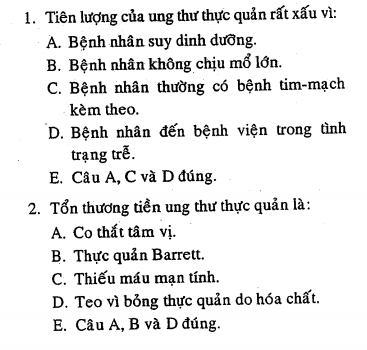 1. Tiên lượng của ung thư thực quản rất xấu vì:
A. Bệnh nhân suy dinh dưỡng.
B. Bệnh nhân không chịu mổ lớn.
C. Bệnh nhân thường có bệnh tim-mạch
kèm theo.
D. Bệnh nhân đến bệnh viện trong tình
trạng trễ.
E. Câu A, C và D đúng.
2. Tổn thương tiền ung thư thực quản là:
A. Co thắt tâm vị.
B. Thực quản Barrett.
C. Thiếu máu mạn tính.
D. Teo vì bỏng thực quản do hóa chất.
E. Câu A, B và D đúng.